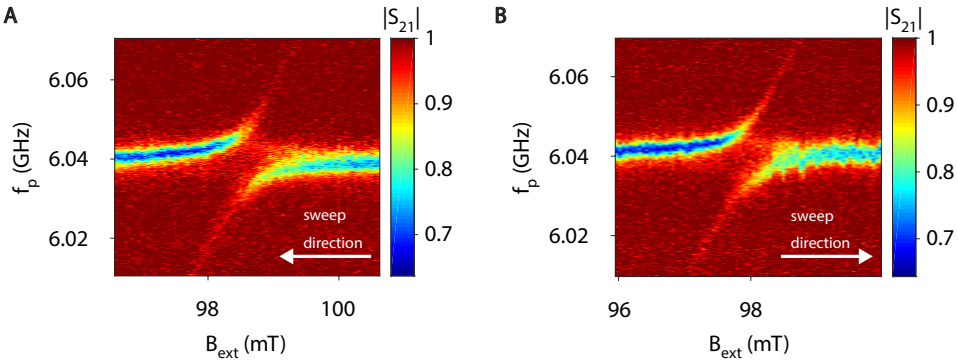 A
|S21|
1
6.06
0.9
6.04
0.8
6.02
0.7
fp (GHz)
sweep
direction
98
100
Bext (mT)
B
|S21|
1
6.06
0.9
6.04
0.8
6.02
0.7
fp (GHz)
sweep
direction
96
98
Bext (mT)